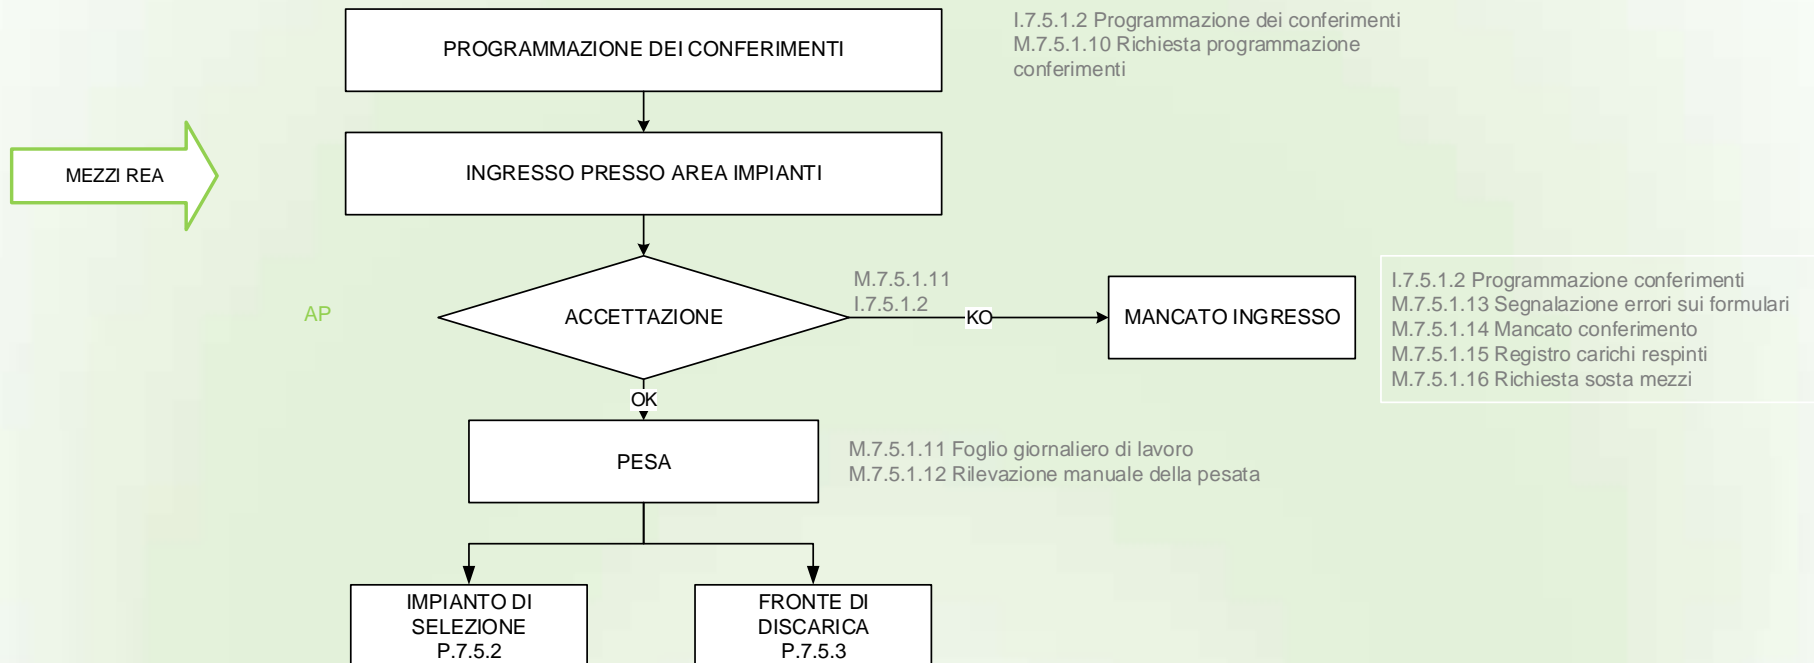 PROGRAMMAZIONE DEI CONFERIMENTI
I.7.5.1.2 Programmazione dei conferimenti
M.7.5.1.10 Richiesta programmazione
conferimenti
MEZZI REA
INGRESSO PRESSO AREA IMPIANTI
AP
ACCETTAZIONE
M.7.5.1.11
I.7.5.1.2
KO
MANCATO INGRESSO
I.7.5.1.2 Programmazione conferimenti
M.7.5.1.13 Segnalazione errori sui formulari
M.7.5.1.14 Mancato conferimento
M.7.5.1.15 Registro carichi respinti
M.7.5.1.16 Richiesta sosta mezzi
OK
PESA
M.7.5.1.11 Foglio giornaliero di lavoro
M.7.5.1.12 Rilevazione manuale della pesata
IMPIANTO DI
SELEZIONE
P.7.5.2
FRONTE DI
DISCARICA
P.7.5.3